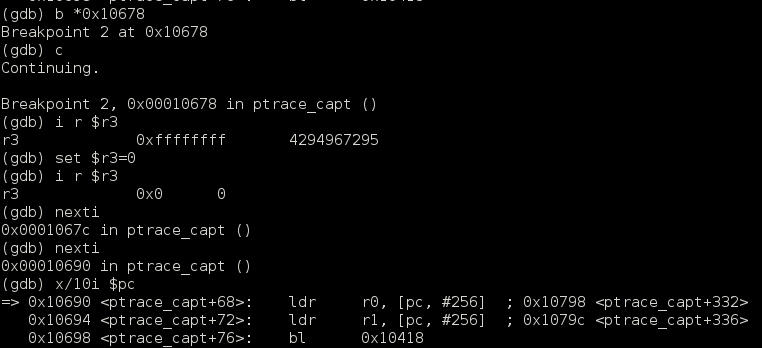 (gdb) b *0x10678
Breakpoint 2 at 0x10678
(gdb) c
Continuing.
Breakpoint 2, 0x00010678 in ptrace_capt ()
(gdb) i r $r3
r3             0xffffffff       4294967295
(gdb) set $r3=0
(gdb) i r $r3
r3             0x0      0
(gdb) nexti
0x0001067c in ptrace_capt ()
(gdb) nexti
0x00010690 in ptrace_capt ()
(gdb) x/10i $pc
=> 0x10690 <ptrace_capt+68>:    ldr     r0, [pc, #256]  ; 0x10798 <ptrace_capt+332>
   0x10694 <ptrace_capt+72>:    ldr     r1, [pc, #256]  ; 0x1079c <ptrace_capt+336>
   0x10698 <ptrace_capt+76>:    bl      0x10418